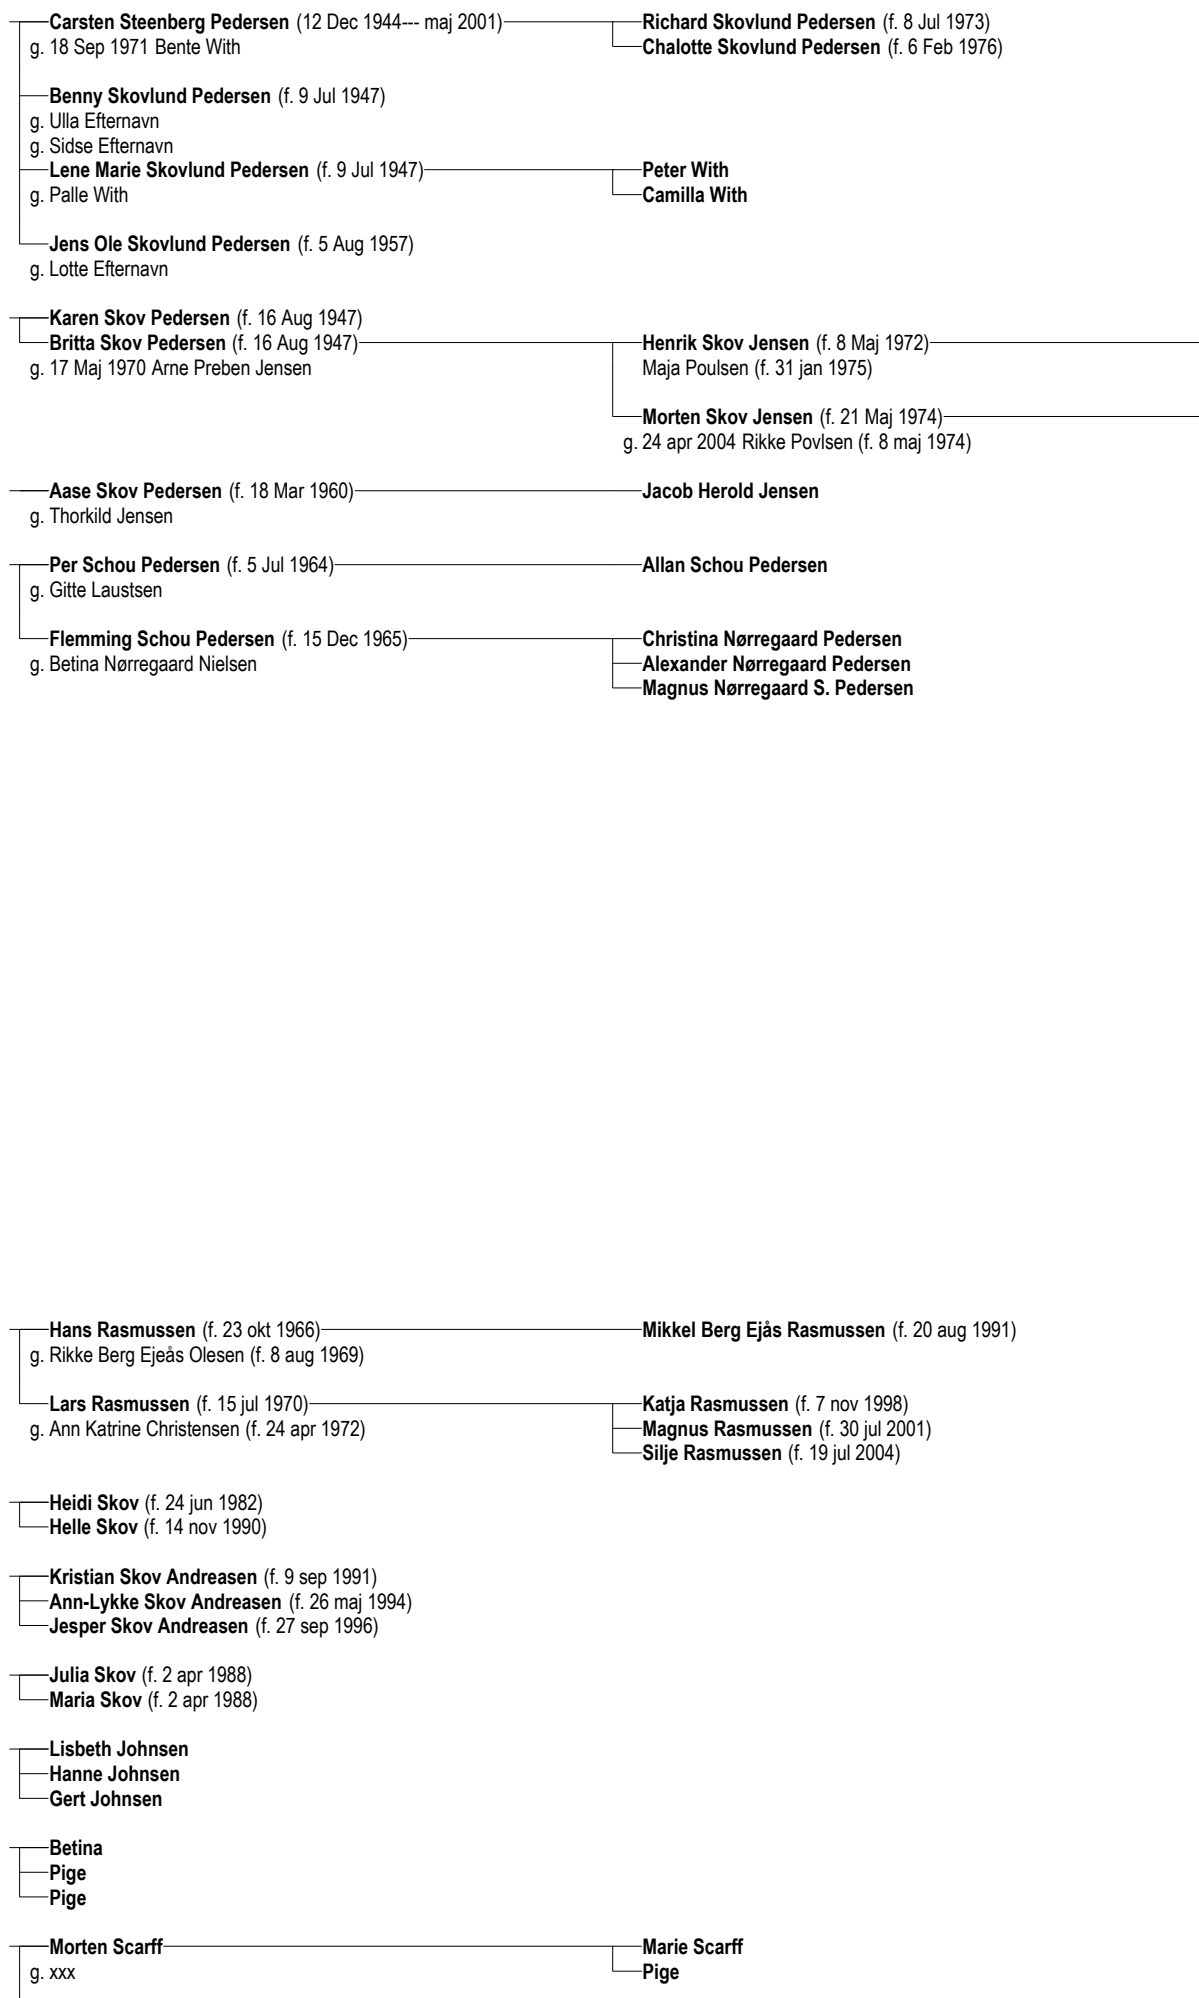 Carsten Steenberg Pedersen (12 Dec 1944--- maj 2001) Richard Skovlund Pedersen (f. 8 Jul 1973)
g. 18 Sep 1971 Bente With Chalotte Skovlund Pedersen (f. 6 Feb 1976)
Benny Skovlund Pedersen (f. 9 Jul 1947)
g. Ulla Efternavn
g. Sidse Efternavn
Lene Marie Skovlund Pedersen (f. 9 Jul 1947) Peter With
g. Palle With Camilla With
Jens Ole Skovlund Pedersen (f. 5 Aug 1957)
g. Lotte Efternavn
Karen Skov Pedersen (f. 16 Aug 1947)
Britta Skov Pedersen (f. 16 Aug 1947) Henrik Skov Jensen (f. 8 Maj 1972)
g. 17 Maj 1970 Arne Preben Jensen Maja Poulsen (f. 31 jan 1975)
Morten Skov Jensen (f. 21 Maj 1974)
g. 24 apr 2004 Rikke Povlsen (f. 8 maj 1974)
Aase Skov Pedersen (f. 18 Mar 1960) Jacob Herold Jensen
g. Thorkild Jensen
Per Schou Pedersen (f. 5 Jul 1964) Allan Schou Pedersen
g. Gitte Laustsen
Flemming Schou Pedersen (f. 15 Dec 1965) Christina Nørregaard Pedersen
g. Betina Nørregaard Nielsen Alexander Nørregaard Pedersen
Magnus Nørregaard S. Pedersen
Hans Rasmussen (f. 23 okt 1966) Mikkel Berg Ejås Rasmussen (f. 20 aug 1991)
g. Rikke Berg Ejeås Olesen (f. 8 aug 1969)
Lars Rasmussen (f. 15 jul 1970) Katja Rasmussen (f. 7 nov 1998)
g. Ann Katrine Christensen (f. 24 apr 1972) Magnus Rasmussen (f. 30 jul 2001)
Silje Rasmussen (f. 19 jul 2004)
Heidi Skov (f. 24 jun 1982)
Helle Skov (f. 14 nov 1990)
Kristian Skov Andreasen (f. 9 sep 1991)
Ann-Lykke Skov Andreasen (f. 26 maj 1994)
Jesper Skov Andreasen (f. 27 sep 1996)
Julia Skov (f. 2 apr 1988)
Maria Skov (f. 2 apr 1988)
Lisbeth Johnsen
Hanne Johnsen
Gert Johnsen
Betina
Pige
Pige
Morten Scarff Marie Scarff
g. xxx Pige